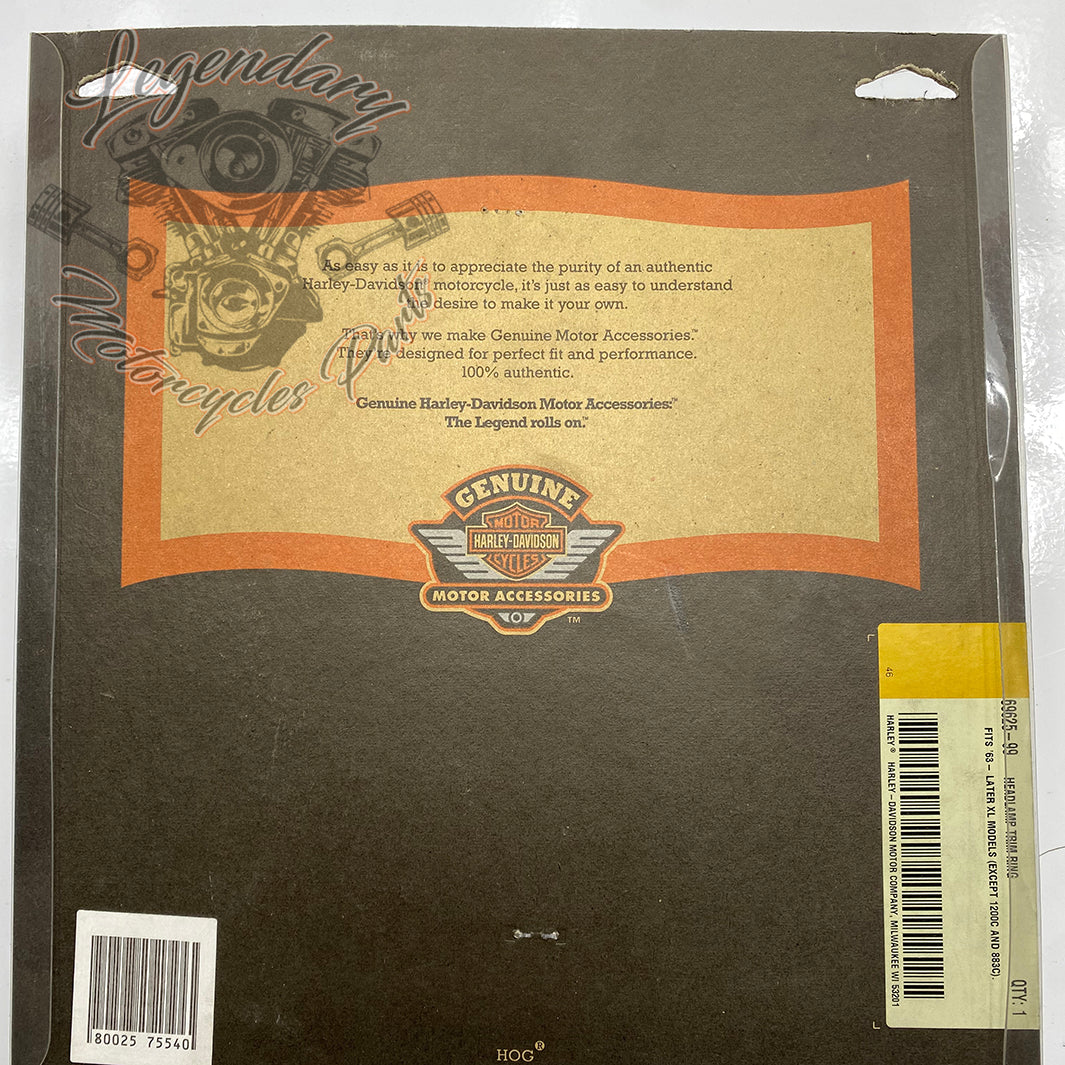 Legendary
Motorcycles Parts
As easy as it is to appreciate the purity of an authentic
Harley-Davidson® motorcycle, it's just as easy to understand
the desire to make it your own.
That's why we make Genuine Motor Accessories.™
They're designed for perfect fit and performance.
100% authentic.
Genuine Harley-Davidson Motor Accessories:™
The Legend rolls on.™
GENUINE
MOTOR
HARLEY-DAVIDSON
CYCLES
MOTOR ACCESSORIES
™
46
69625-99 HEADLAMP TRIM RING QTY: 1
FITS '63- LATER XL MODELS (EXCEPT 1200C AND 883C).
HARLEY® HARLEY-DAVIDSON MOTOR COMPANY, MILWAUKEE WI 53201
80025 75540
HOG®